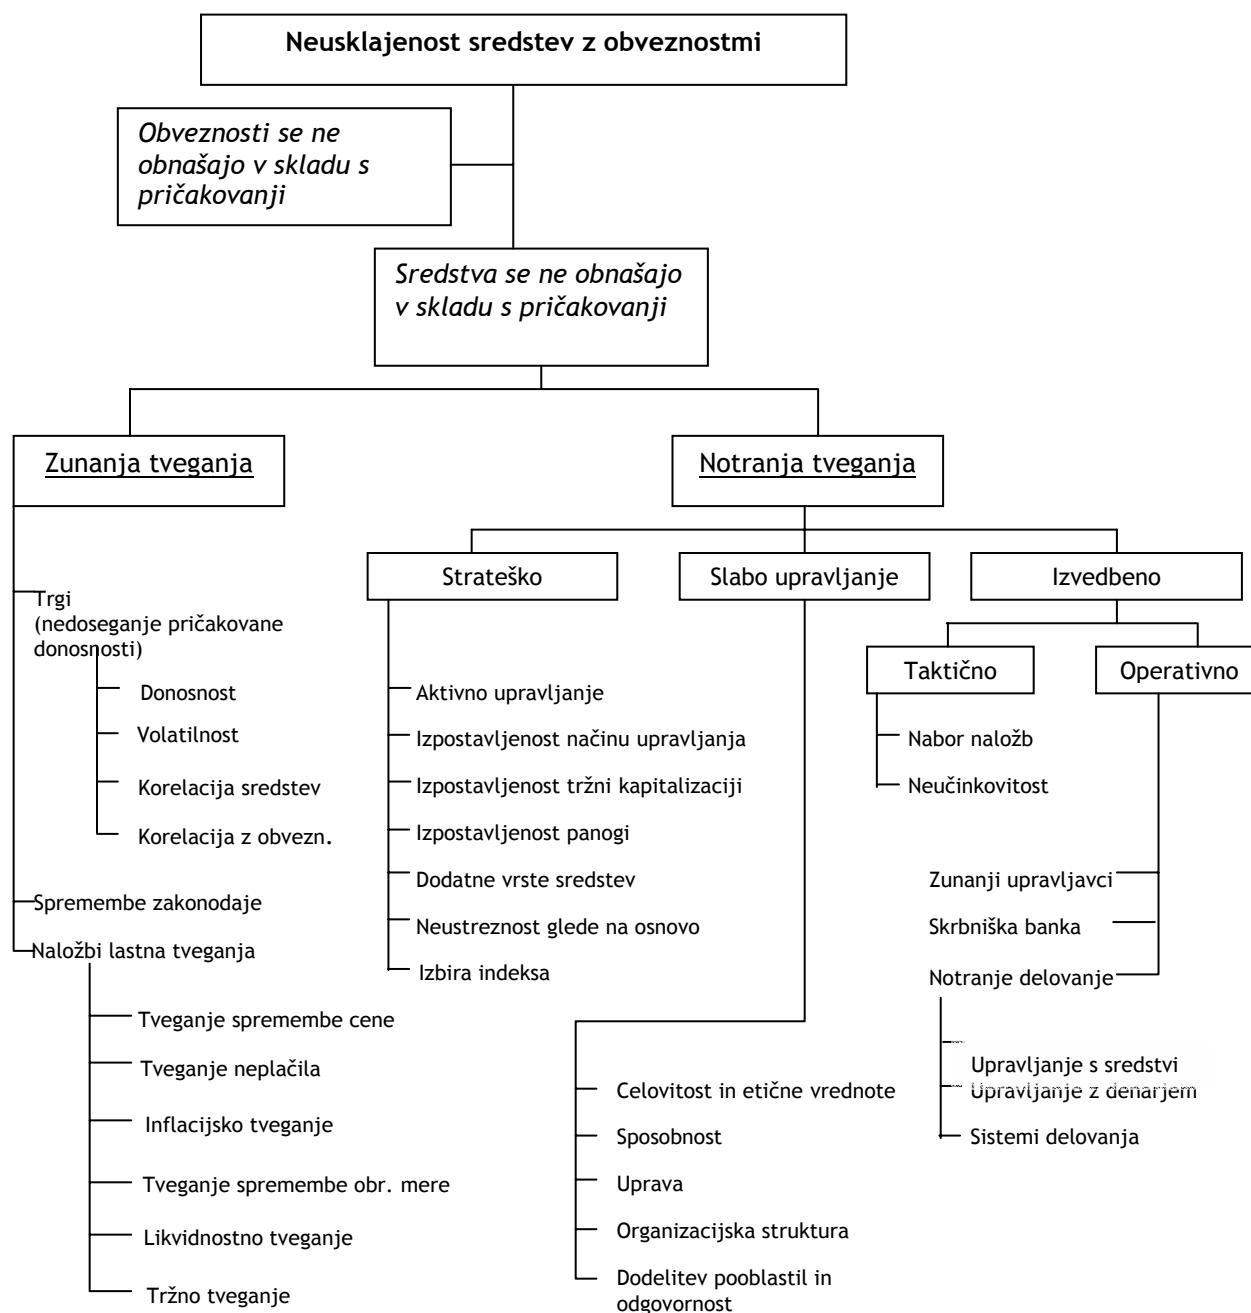 Neusklajenost sredstev z obveznostmi
Obveznosti se ne
obnašajo v skladu s
pričakovanji
Sredstva se ne obnašajo
v skladu s pričakovanji
Zunanja tveganja
Notranja tveganja
Strateško
Slabo upravljanje
Izvedbeno
Taktično
Operativno
Trgi
(nedoseganje pričakovane
donosnosti)
Donosnost
Volatilnost
Korelacija sredstev
Korelacija z obvezn.
Spremembe zakonodaje
Naložbi lastna tveganja
Tveganje spremembe cene
Tveganje neplačila
Inflacijsko tveganje
Tveganje spremembe obr. mere
Likvidnostno tveganje
Tržno tveganje
Aktivno upravljanje
Izpostavljenost načinu upravljanja
Izpostavljenost tržni kapitalizaciji
Izpostavljenost panogi
Dodatne vrste sredstev
Neustreznost glede na osnovo
Izbira indeksa
Celovitost in etične vrednote
Sposobnost
Uprava
Organizacijska struktura
Dodelitev pooblastil in
odgovornost
Nabor naložb
Neučinkovitost
Zunanji upravljavci
Skrbniška banka
Notranje delovanje
Upravljanje s sredstvi
Upravljanje z denarjem
Sistemi delovanja